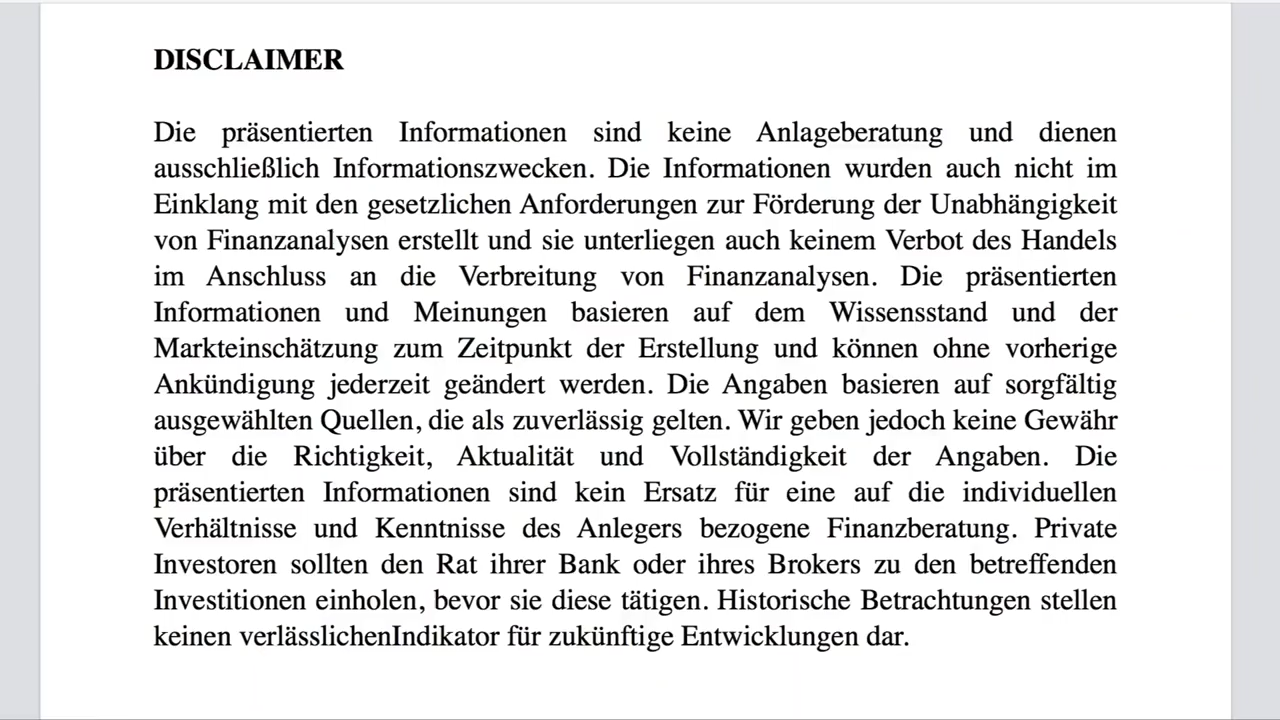 DISCLAIMER
Die präsentierten Informationen sind keine Anlageberatung und dienen
ausschließlich Informationszwecken. Die Informationen wurden auch nicht im
Einklang mit den gesetzlichen Anforderungen zur Förderung der Unabhängigkeit
von Finanzanalysen erstellt und sie unterliegen auch keinem Verbot des Handels
im Anschluss an die Verbreitung von Finanzanalysen. Die präsentierten
Informationen und Meinungen basieren auf dem Wissensstand und der
Markteinschätzung zum Zeitpunkt der Erstellung und können ohne vorherige
Ankündigung jederzeit geändert werden. Die Angaben basieren auf sorgfältig
ausgewählten Quellen, die als zuverlässig gelten. Wir geben jedoch keine Gewähr
über die Richtigkeit, Aktualität und Vollständigkeit der Angaben. Die
präsentierten Informationen sind kein Ersatz für eine auf die individuellen
Verhältnisse und Kenntnisse des Anlegers bezogene Finanzberatung. Private
Investoren sollten den Rat ihrer Bank oder ihres Brokers zu den betreffenden
Investitionen einholen, bevor sie diese tätigen. Historische Betrachtungen stellen
keinen verlässlichenIndikator für zukünftige Entwicklungen dar.